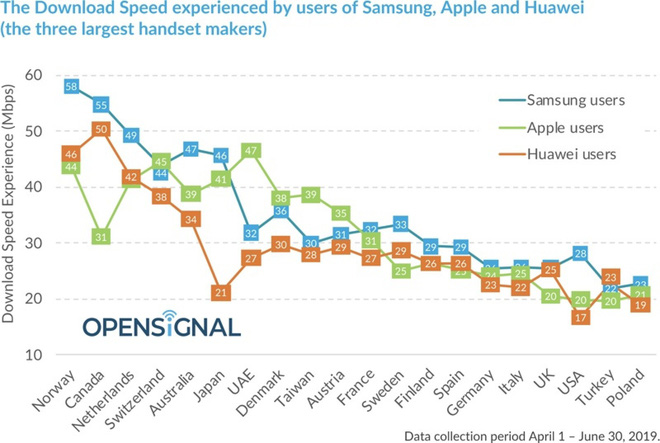 The Download Speed experienced by users of Samsung, Apple and Huawei
(the three largest handset makers)
Download Speed Experience (Mbps)
60
50
40
30
20
10
Samsung users
Apple users
Huawei users
58 55 49 44 47 46 32 36 30 31 32 33 29 29 28 22 23
44 31 45 39 41 47 38 39 35 31 25 24 25 20 20 20 21
46 50 42 38 34 21 27 30 28 29 27 29 26 26 23 22 25 17 23 19
OPENSIGNAL
Norway
Canada
Netherlands
Switzerland
Australia
Japan
UAE
Denmark
Taiwan
Austria
France
Sweden
Finland
Spain
Germany
Italy
UK
USA
Turkey
Poland
Data collection period April 1 – June 30, 2019.